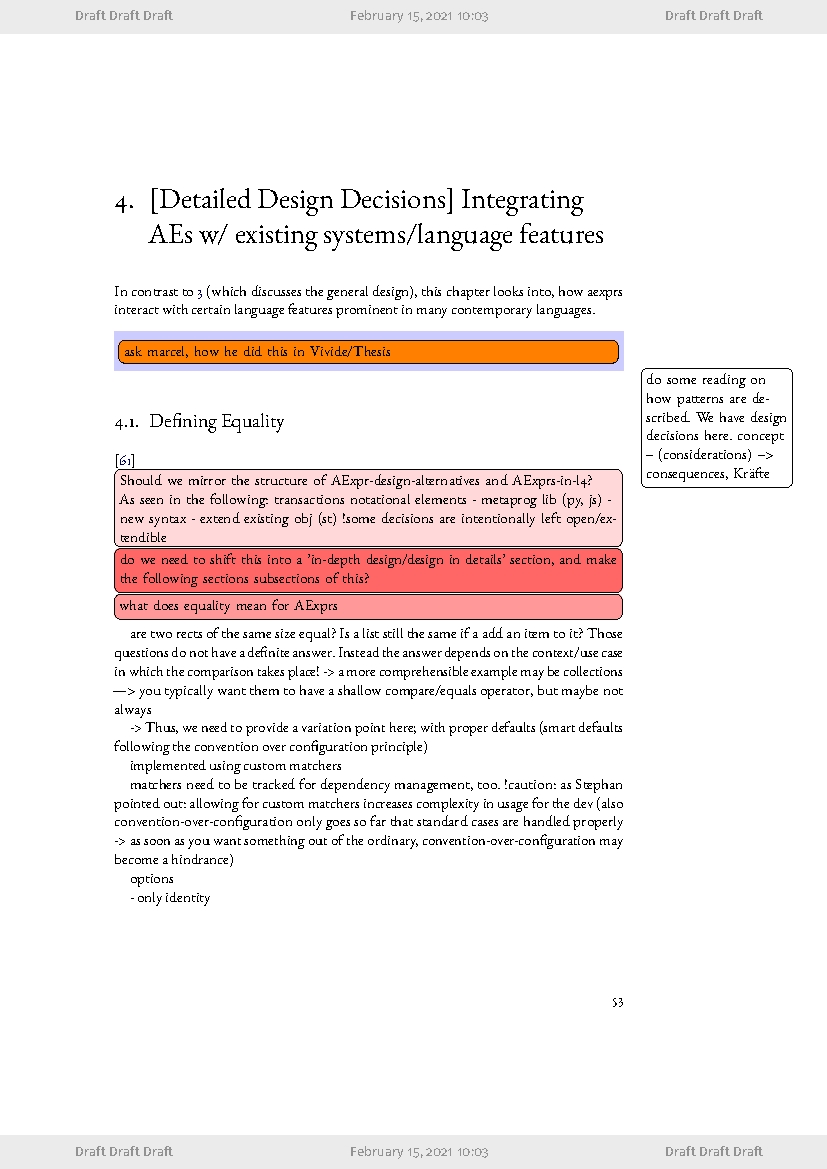 Draft Draft Draft February 15, 2021 10:03 Draft Draft Draft
4. [Detailed Design Decisions] Integrating
AEs w/ existing systems/language features
In contrast to 3 (which discusses the general design), this chapter looks into, how aexprs
interact with certain language features prominent in many contemporary languages.
ask marcel, how he did this in Vivide/Thesis
do some reading on
how patterns are de-
scribed. We have design
decisions here. concept
– (considerations) –>
consequences, Kräfte
4.1. Defining Equality
[61]
Should we mirror the structure of AExpr-design-alternatives and AExprs-in-l4?
As seen in the following: transactions notational elements - metaprog lib (py, js) -
new syntax - extend existing obj (st) !some decisions are intentionally left open/ex-
tendible
do we need to shift this into a 'in-depth design/design in details' section, and make
the following sections subsections of this?
what does equality mean for AExprs
are two rects of the same size equal? Is a list still the same if a add an item to it? Those
questions do not have a definite answer. Instead the answer depends on the context/use case
in which the comparison takes place! -> a more comprehensible example may be collections
—> you typically want them to have a shallow compare/equals operator, but maybe not
always
-> Thus, we need to provide a variation point here; with proper defaults (smart defaults
following the convention over configuration principle)
implemented using custom matchers
matchers need to be tracked for dependency management, too. !caution: as Stephan
pointed out: allowing for custom matchers increases complexity in usage for the dev (also
convention-over-configuration only goes so far that standard cases are handled properly
-> as soon as you want something out of the ordinary, convention-over-configuration may
become a hindrance)
options
- only identity
53
Draft Draft Draft February 15, 2021 10:03 Draft Draft Draft